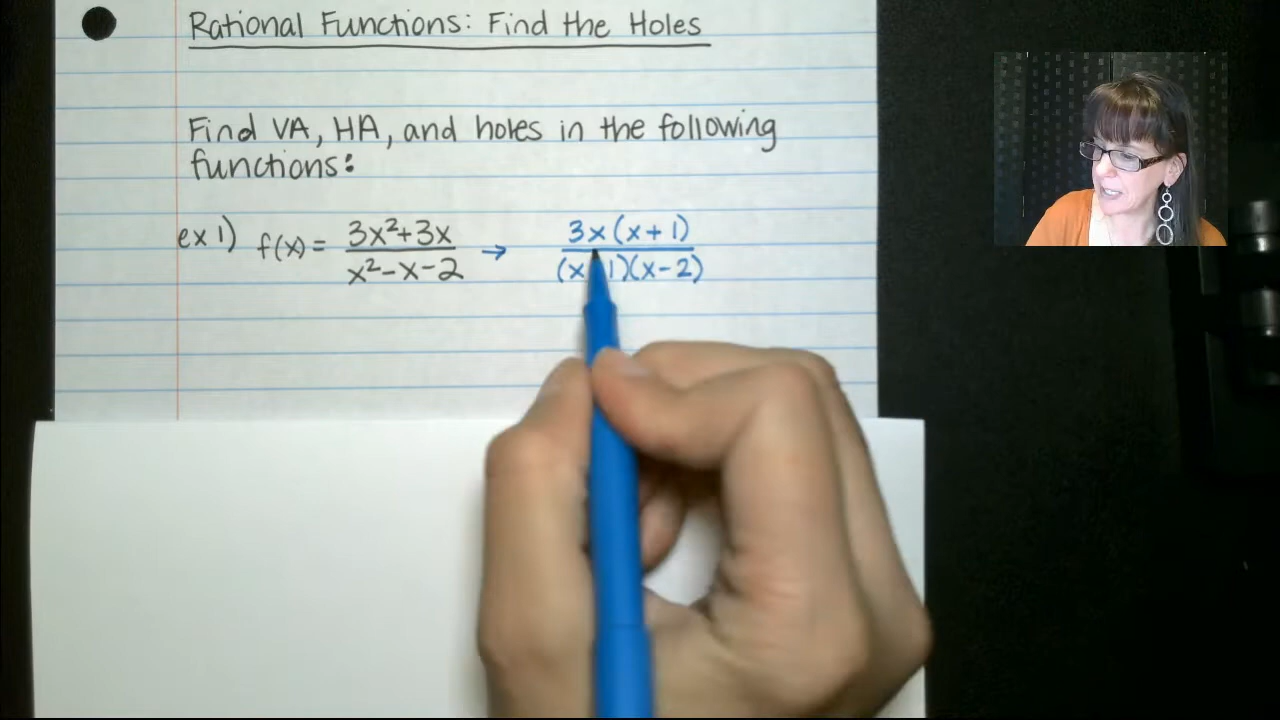 Rational Functions: Find the Holes
Find VA, HA, and holes in the following
functions:
ex 1) f(x) = 3x²+3x / x²-x-2 → 3x(x+1) / (x 1)(x-2)